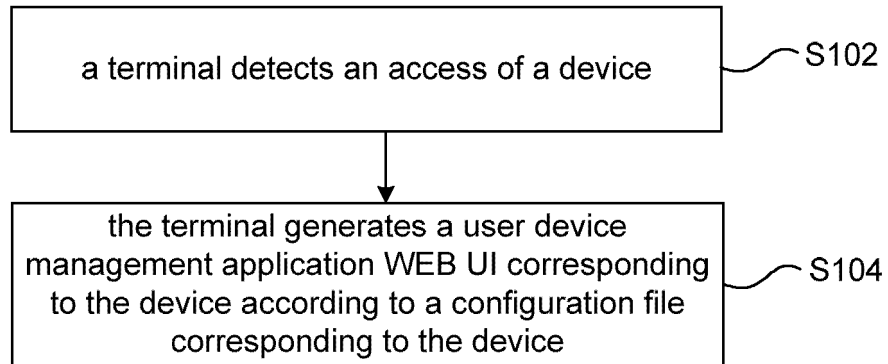 a terminal detects an access of a device
S102
the terminal generates a user device
management application WEB UI corresponding
to the device according to a configuration file
corresponding to the device
S104